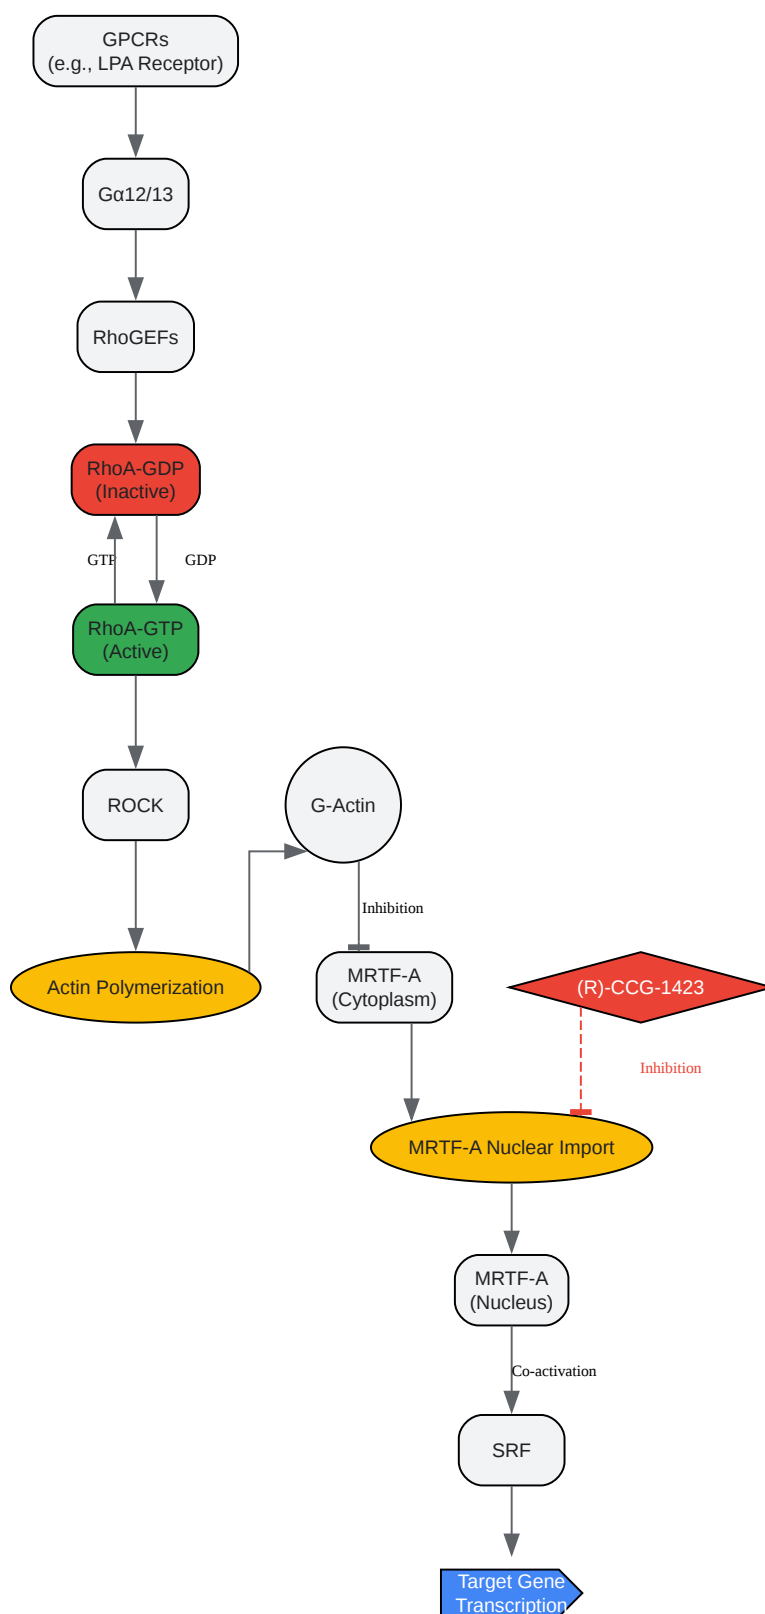 GPCRs
(e.g., LPA Receptor)
Gα12/13
RhoGEFs
RhoA-GDP
(Inactive)
GTP
GDP
RhoA-GTP
(Active)
ROCK
G-Actin
Inhibition
Actin Polymerization
MRTF-A
(Cytoplasm)
(R)-CCG-1423
Inhibition
MRTF-A Nuclear Import
MRTF-A
(Nucleus)
Co-activation
SRF
Target Gene
Transcription